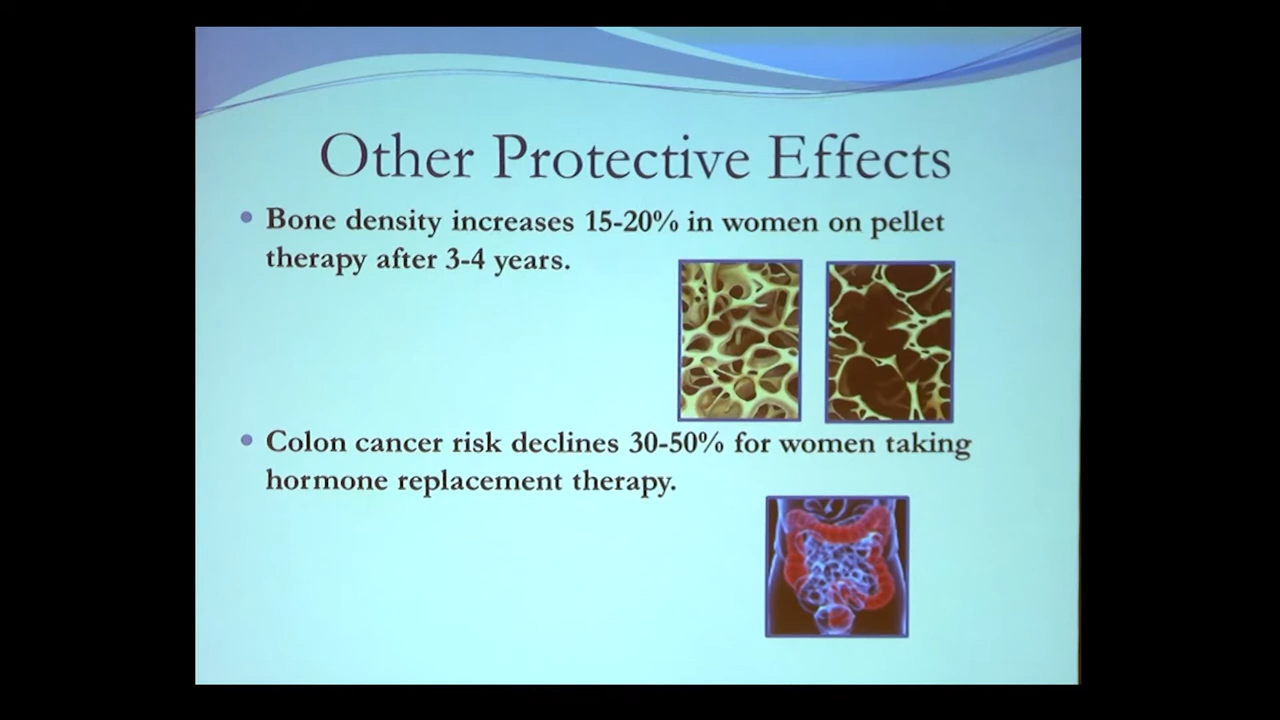 Other Protective Effects
Bone density increases 15-20% in women on pellet
therapy after 3-4 years.
Colon cancer risk declines 30-50% for women taking
hormone replacement therapy.